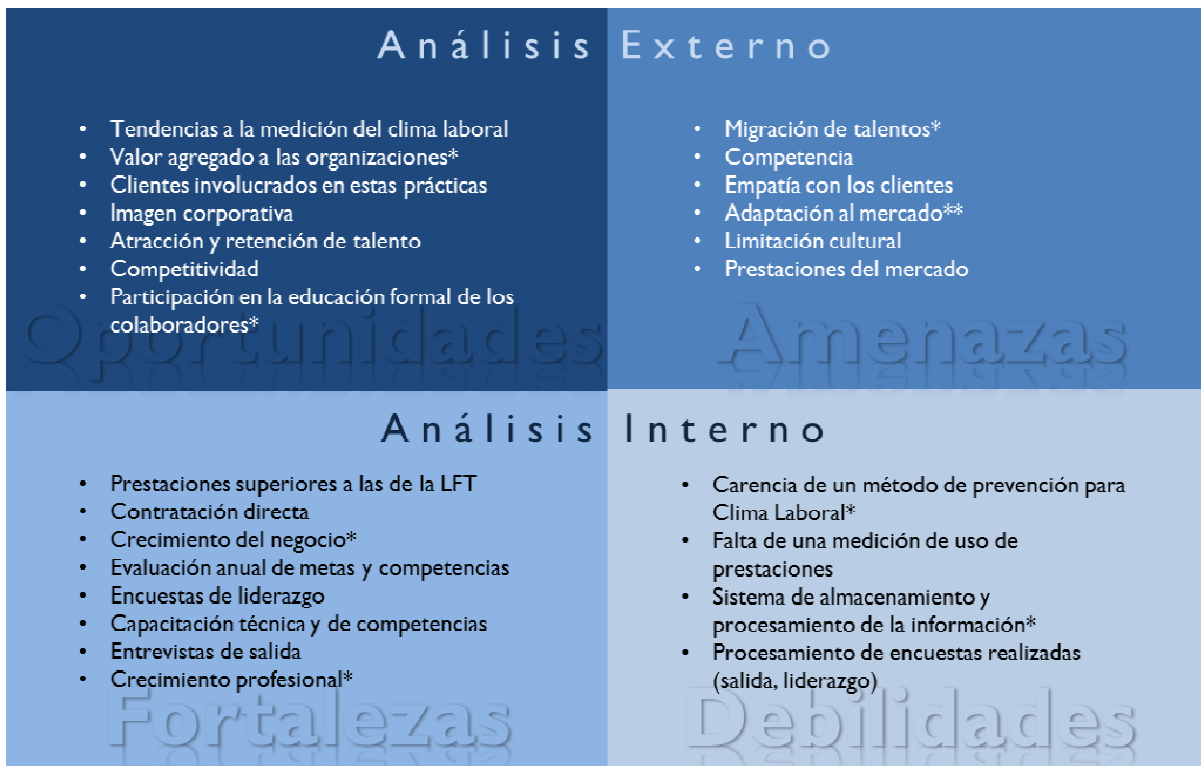 Análisis Externo
• Tendencias a la medición del clima laboral
• Valor agregado a las organizaciones*
• Clientes involucrados en estas prácticas
• Imagen corporativa
• Atracción y retención de talento
• Competitividad
• Participación en la educación formal de los
colaboradores*
Oportunidades
• Migración de talentos*
• Competencia
• Empatía con los clientes
• Adaptación al mercado**
• Limitación cultural
• Prestaciones del mercado
Amenazas
Análisis Interno
• Prestaciones superiores a las de la LFT
• Contratación directa
• Crecimiento del negocio*
• Evaluación anual de metas y competencias
• Encuestas de liderazgo
• Capacitación técnica y de competencias
• Entrevistas de salida
• Crecimiento profesional*
Fortalezas
• Carencia de un método de prevención para
Clima Laboral*
• Falta de una medición de uso de
prestaciones
• Sistema de almacenamiento y
procesamiento de la información*
• Procesamiento de encuestas realizadas
(salida, liderazgo)
Debilidades